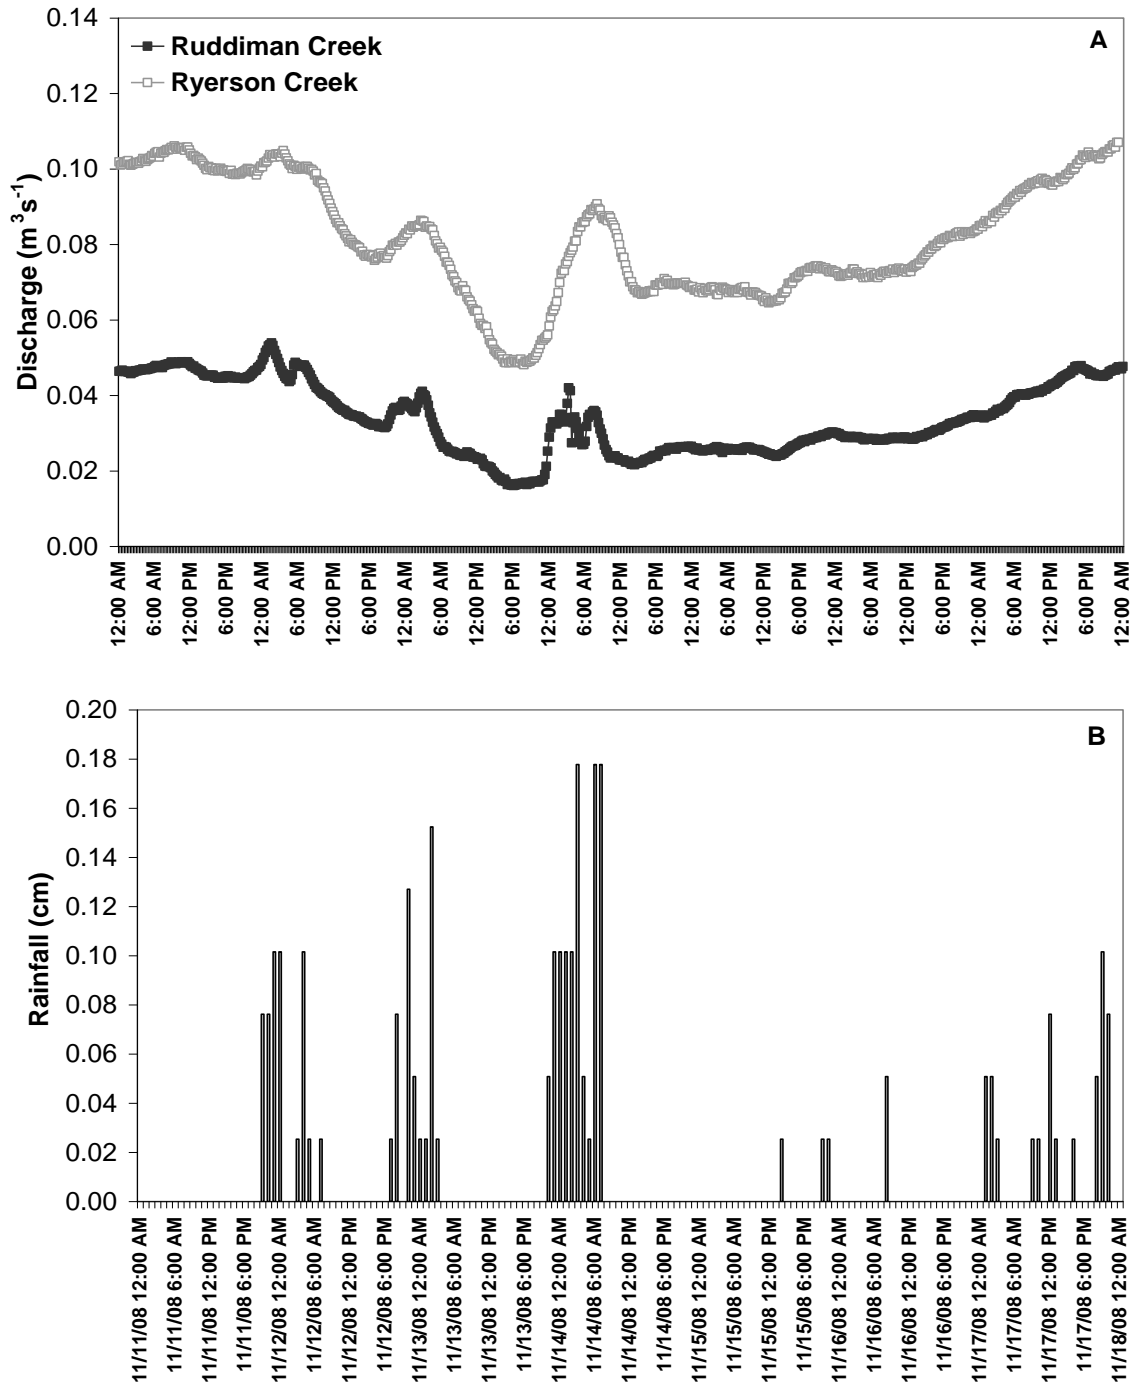 0.14
0.12
0.10
0.08
0.06
0.04
0.02
0.00
Discharge (m³s⁻¹)
Ruddiman Creek
Ryerson Creek
A
12:00 AM
6:00 AM
12:00 PM
6:00 PM
12:00 AM
6:00 AM
12:00 PM
6:00 PM
12:00 AM
6:00 AM
12:00 PM
6:00 PM
12:00 AM
6:00 AM
12:00 PM
6:00 PM
12:00 AM
6:00 AM
12:00 PM
6:00 PM
12:00 AM
6:00 AM
12:00 PM
6:00 PM
12:00 AM
6:00 AM
12:00 PM
6:00 PM
12:00 AM
0.20
0.18
0.16
0.14
0.12
0.10
0.08
0.06
0.04
0.02
0.00
Rainfall (cm)
B
11/11/08 12:00 AM
11/11/08 6:00 AM
11/11/08 12:00 PM
11/11/08 6:00 PM
11/12/08 12:00 AM
11/12/08 6:00 AM
11/12/08 12:00 PM
11/12/08 6:00 PM
11/13/08 12:00 AM
11/13/08 6:00 AM
11/13/08 12:00 PM
11/13/08 6:00 PM
11/14/08 12:00 AM
11/14/08 6:00 AM
11/14/08 12:00 PM
11/14/08 6:00 PM
11/15/08 12:00 AM
11/15/08 6:00 AM
11/15/08 12:00 PM
11/15/08 6:00 PM
11/16/08 12:00 AM
11/16/08 6:00 AM
11/16/08 12:00 PM
11/16/08 6:00 PM
11/17/08 12:00 AM
11/17/08 6:00 AM
11/17/08 12:00 PM
11/17/08 6:00 PM
11/18/08 12:00 AM